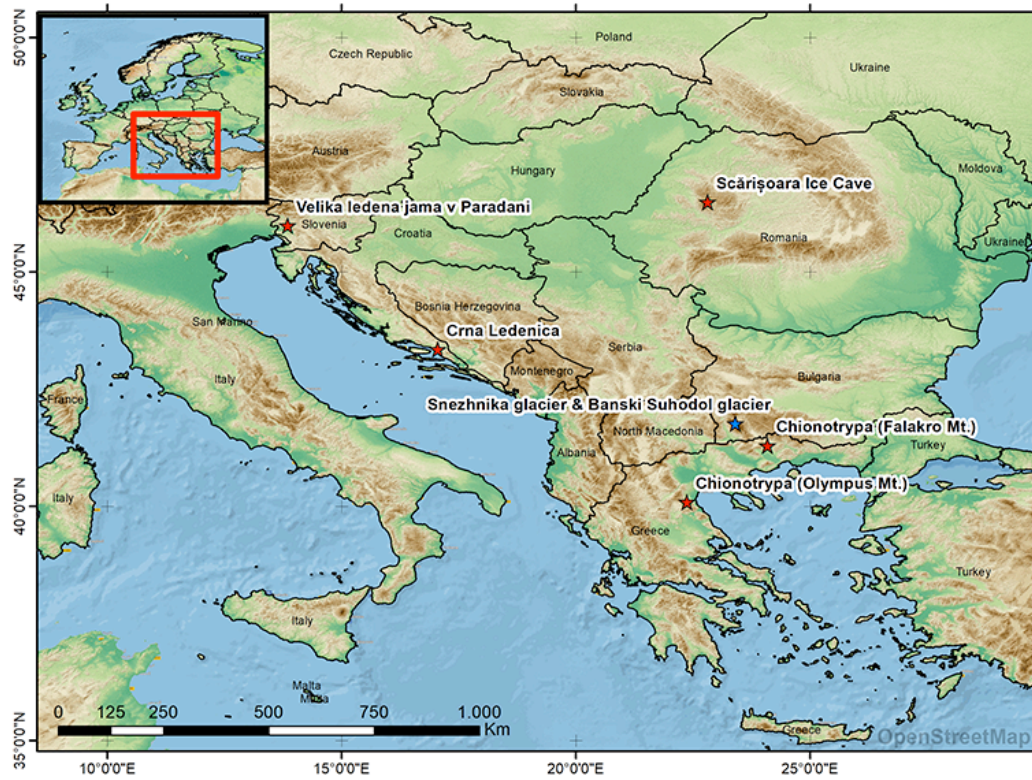 50°0'0"N
Poland
Czech Republic
Ukraine
Slovakia
Austria
Moldova
Hungary
Scărișoara Ice Cave
Velika ledena jama v Paradani
Slovenia
Croatia
Romania
Ukraine
45°0'0"N
Bosnia Herzegovina
San Marino
Crna Ledenica
Serbia
Montenegro
Italy
Bulgaria
France
Snezhnika glacier & Banski Suhodol glacier
Chionotrypa (Falakro Mt.)
North Macedonia
Turkey
Albania
Chionotrypa (Olympus Mt.)
Italy
40°0'0"N
Greece
Turkey
Italy
Malta
Malta
0 125 250 500 750 1.000
Km
Greece
OpenStreetMap
35°0'0"N
10°0'0"E 15°0'0"E 20°0'0"E 25°0'0"E